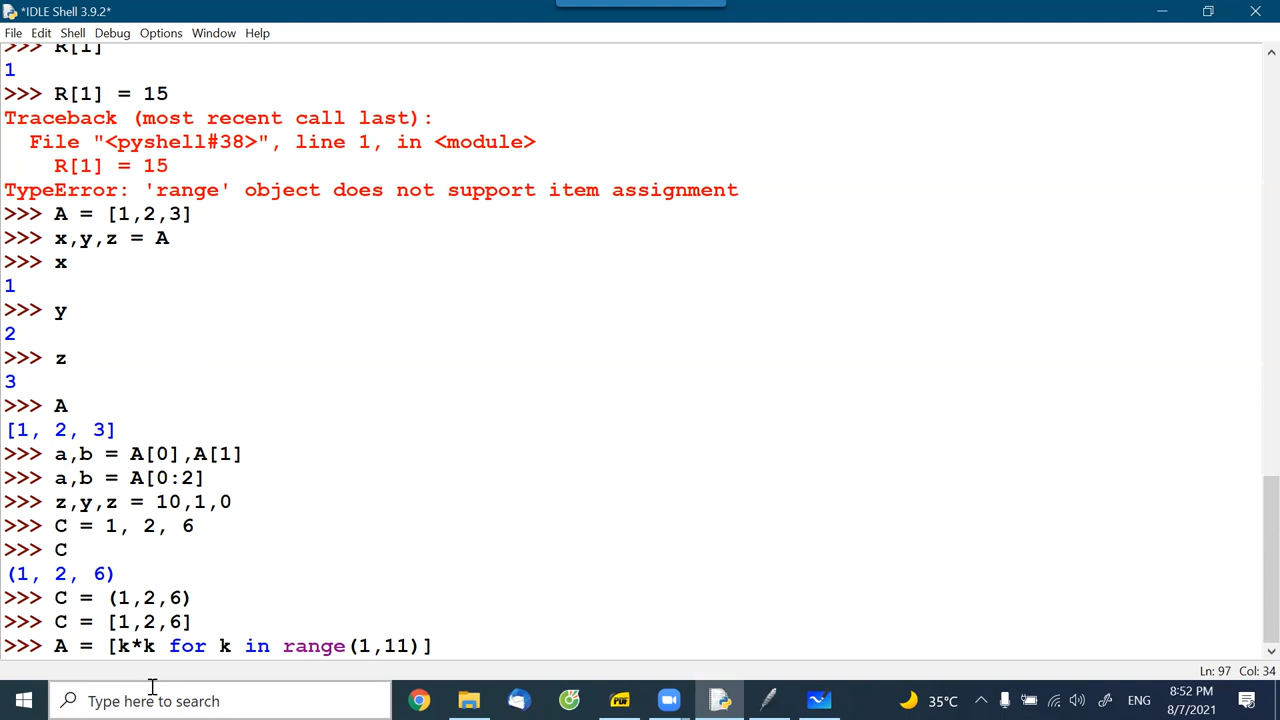 *IDLE Shell 3.9.2*
File Edit Shell Debug Options Window Help
>>> R[1]
1
>>> R[1] = 15
Traceback (most recent call last):
  File "<pyshell#38>", line 1, in <module>
    R[1] = 15
TypeError: 'range' object does not support item assignment
>>> A = [1,2,3]
>>> x,y,z = A
>>> x
1
>>> y
2
>>> z
3
>>> A
[1, 2, 3]
>>> a,b = A[0],A[1]
>>> a,b = A[0:2]
>>> z,y,z = 10,1,0
>>> C = 1, 2, 6
>>> C
(1, 2, 6)
>>> C = (1,2,6)
>>> C = [1,2,6]
>>> A = [k*k for k in range(1,11)]
Ln: 97 Col: 34
Type here to search
35°C
ENG
8:52 PM
8/7/2021